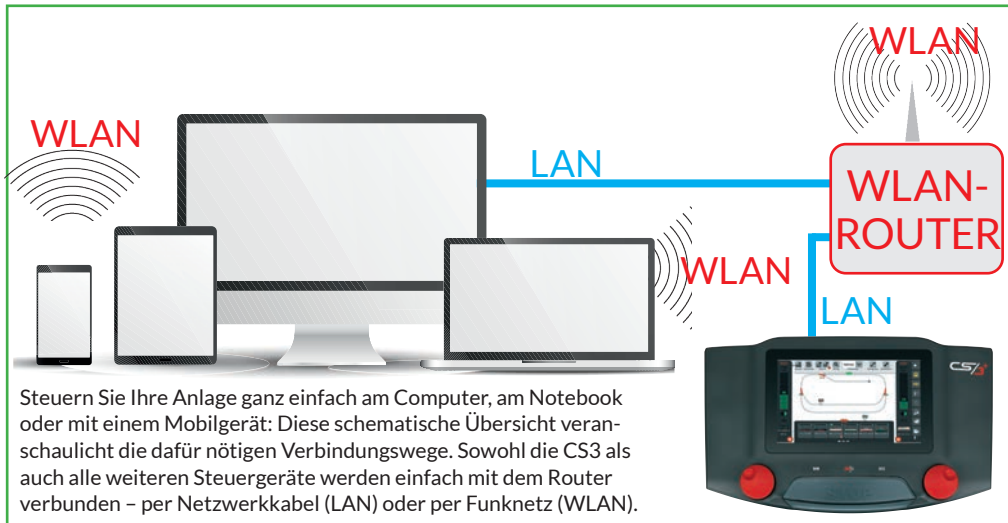 WLAN
WLAN
LAN
WLAN-
ROUTER
WLAN
LAN
CS/3
Steuern Sie Ihre Anlage ganz einfach am Computer, am Notebook
oder mit einem Mobilgerät: Diese schematische Übersicht veran-
schaulicht die dafür nötigen Verbindungswege. Sowohl die CS3 als
auch alle weiteren Steuergeräte werden einfach mit dem Router
verbunden – per Netzwerkkabel (LAN) oder per Funknetz (WLAN).